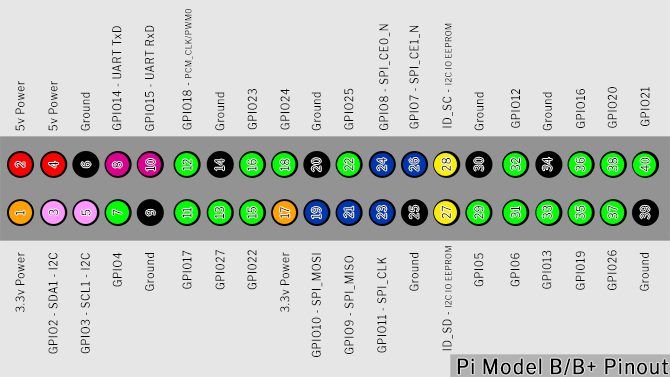 5v Power
5v Power
Ground
GPIO14 - UART TxD
GPIO15 - UART RxD
GPIO18 - PCM_CLK/PWM0
Ground
GPIO23
GPIO24
Ground
GPIO25
GPIO8 - SPI_CE0_N
GPIO7 - SPI_CE1_N
ID_SC - I2C IO EEPROM
Ground
GPIO12
Ground
GPIO16
GPIO20
GPIO21
2 4 6 8 10 12 14 16 18 20 22 24 26 28 30 32 34 36 38 40
1 3 5 7 9 11 13 15 17 19 21 23 25 27 29 31 33 35 37 39
3.3v Power
GPIO2 - SDA1 - I2C
GPIO3 - SCL1 - I2C
GPIO4
Ground
GPIO17
GPIO27
GPIO22
3.3v Power
GPIO10 - SPI_MOSI
GPIO9 - SPI_MISO
GPIO11 - SPI_CLK
Ground
ID_SD - I2C IO EEPROM
GPIO5
GPIO6
GPIO13
GPIO19
GPIO26
Ground
Pi Model B/B+ Pinout